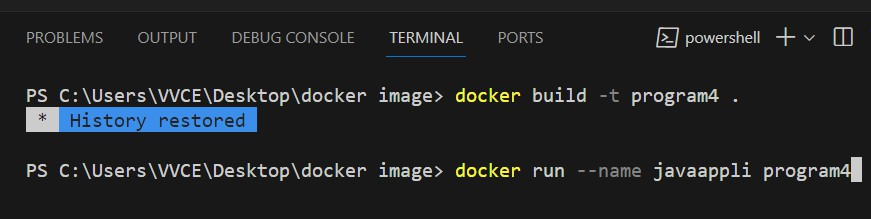 PROBLEMS OUTPUT DEBUG CONSOLE TERMINAL PORTS powershell
PS C:\Users\VVCE\Desktop\docker image> docker build -t program4 .
* History restored
PS C:\Users\VVCE\Desktop\docker image> docker run --name javaappli program4